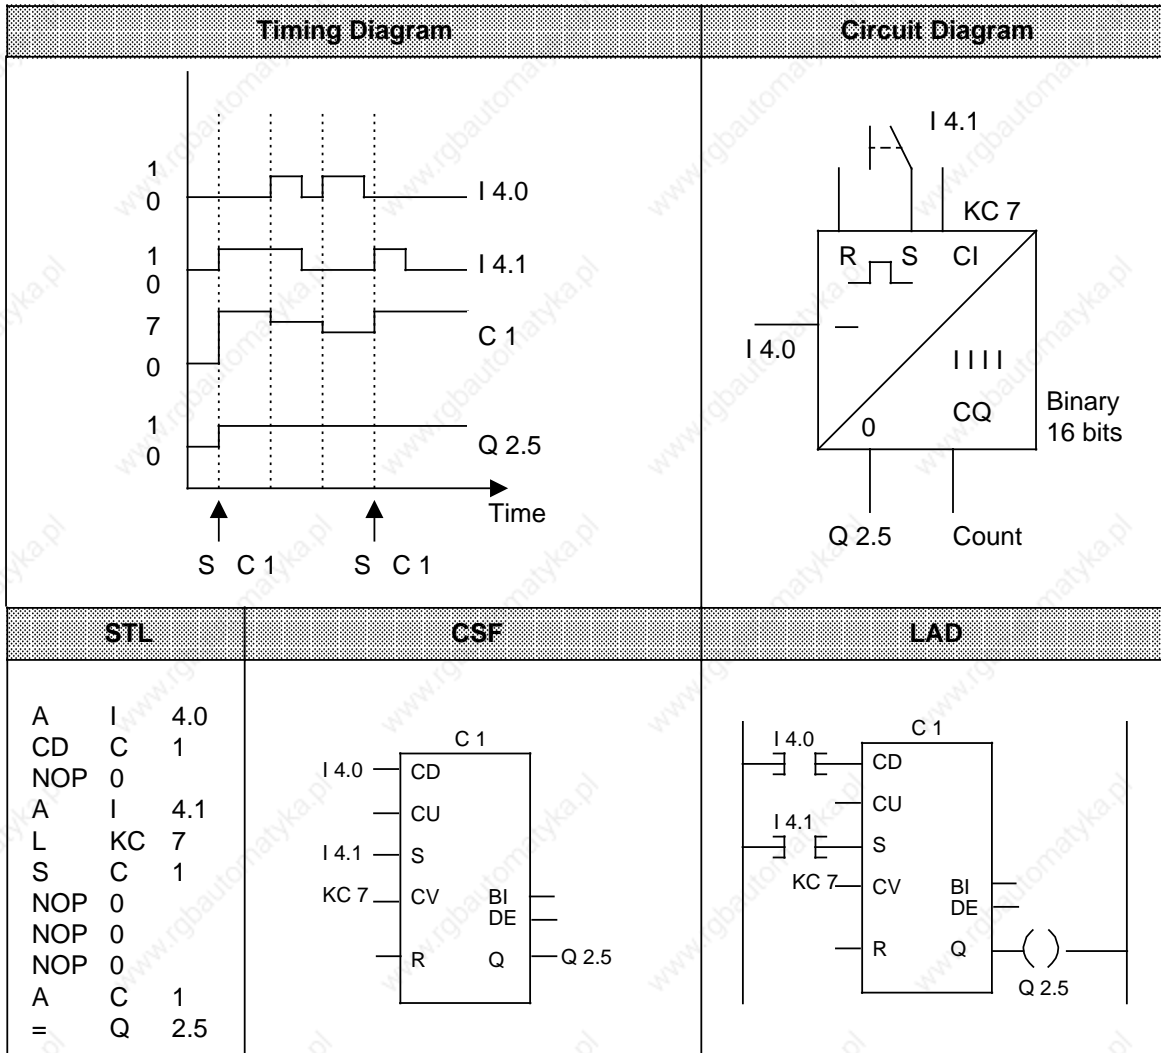 Timing Diagram
Circuit Diagram
1
0
I 4.0
1
0
I 4.1
7
0
C 1
1
0
Q 2.5
Time
S C 1
S C 1
I 4.1
KC 7
R S CI
I 4.0
I I I I
CQ
0
Binary
16 bits
Q 2.5
Count
STL
CSF
LAD
A I 4.0
CD C 1
NOP 0
A I 4.1
L KC 7
S C 1
NOP 0
NOP 0
NOP 0
A C 1
= Q 2.5
C 1
I 4.0 CD
CU
I 4.1 S
KC 7 CV BI
DE
R Q Q 2.5
C 1
I 4.0 CD
CU
I 4.1 S
KC 7 CV BI
DE
R Q
Q 2.5
www.rgbautomatyka.pl